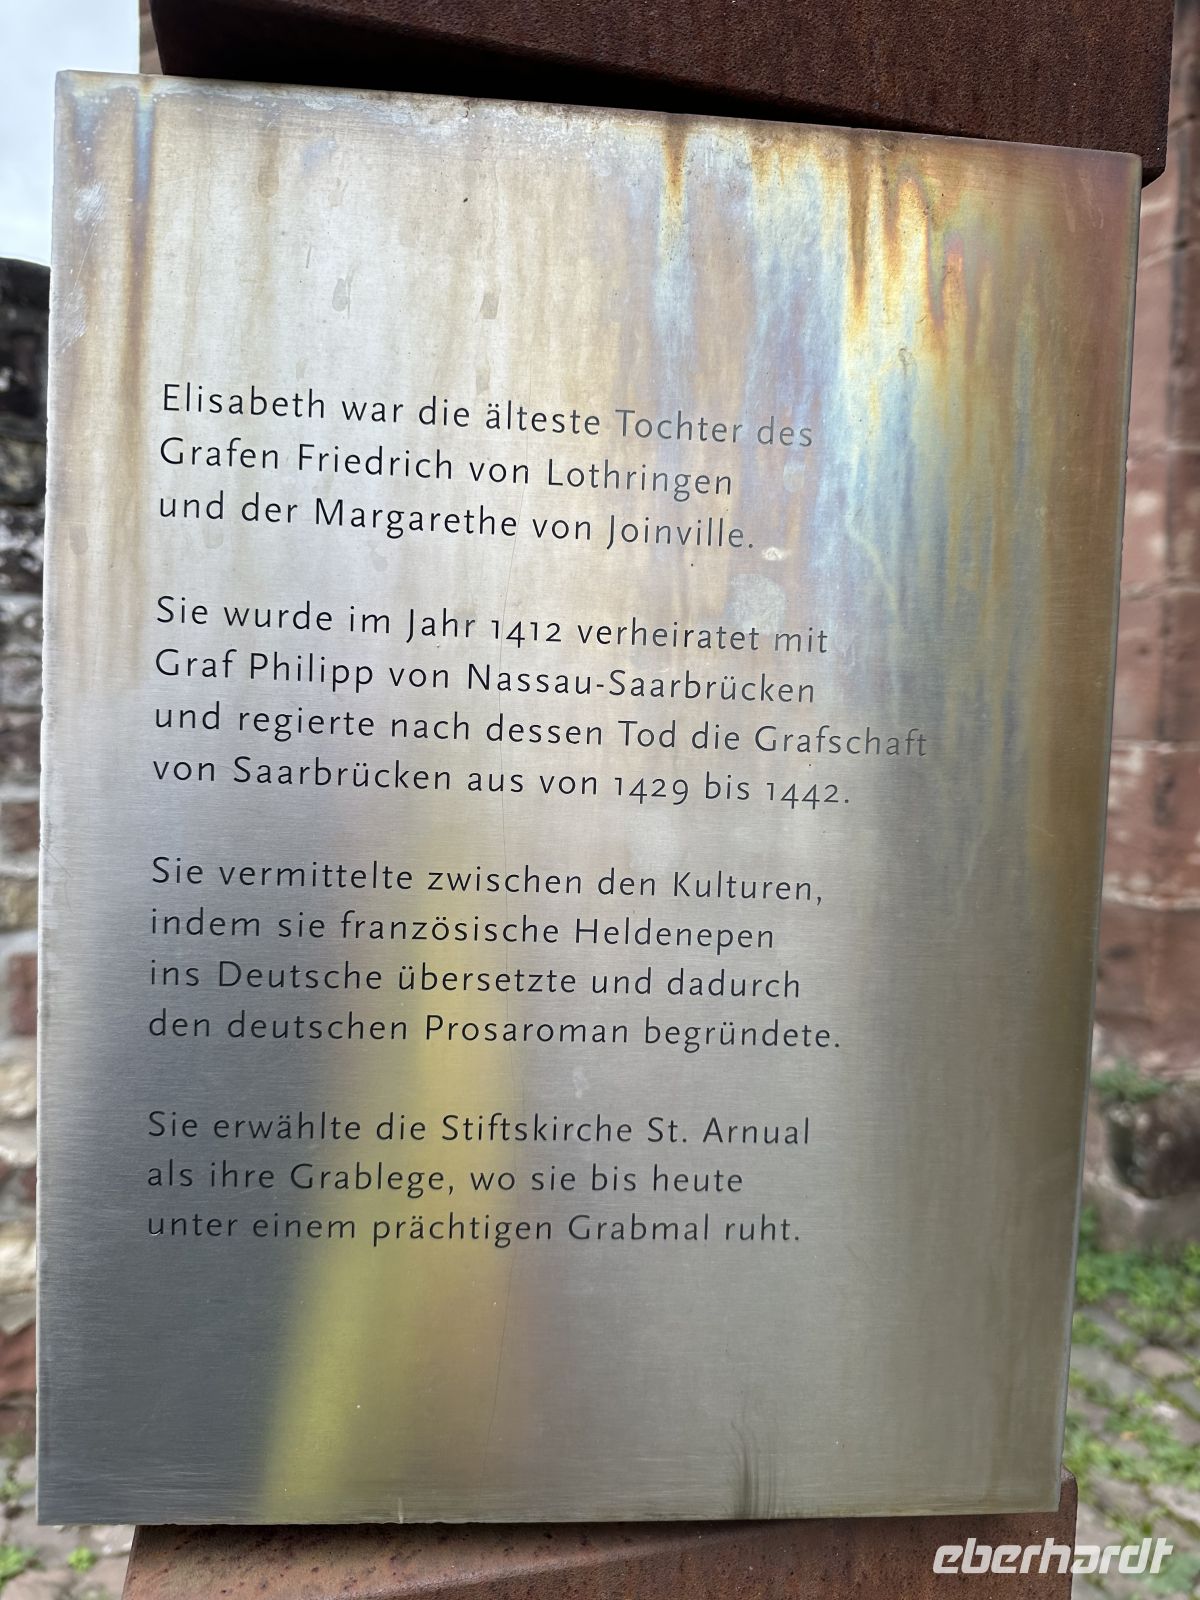 Elisabeth war die älteste Tochter des
Grafen Friedrich von Lothringen
und der Margarethe von Joinville.
Sie wurde im Jahr 1412 verheiratet mit
Graf Philipp von Nassau-Saarbrücken
und regierte nach dessen Tod die Grafschaft
von Saarbrücken aus von 1429 bis 1442.
Sie vermittelte zwischen den Kulturen,
indem sie französische Heldenepen
ins Deutsche übersetzte und dadurch
den deutschen Prosaroman begründete.
Sie erwählte die Stiftskirche St. Arnual
als ihre Grablege, wo sie bis heute
unter einem prächtigen Grabmal ruht.
eberhardt